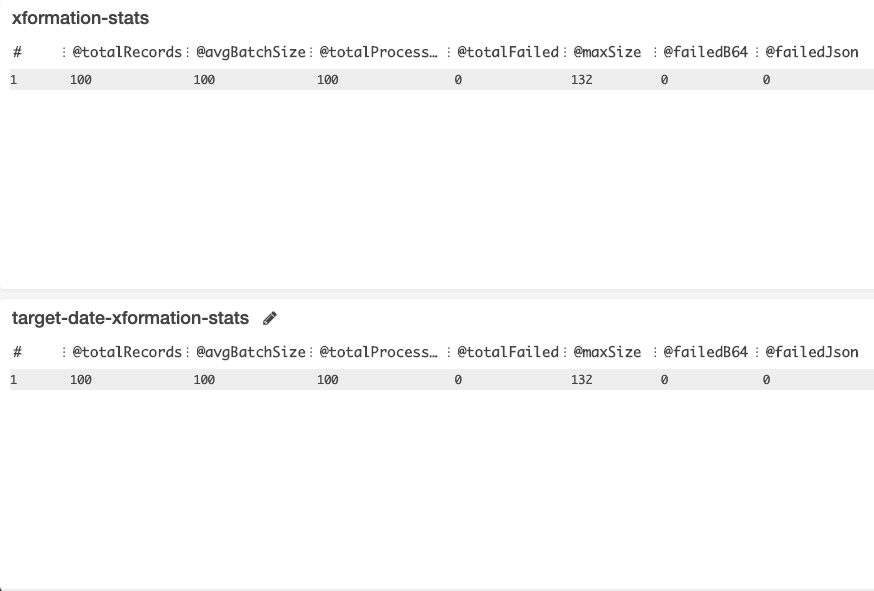 xformation-stats
# @totalRecords @avgBatchSize @totalProcess… @totalFailed @maxSize @failedB64 @failedJson
1 100 100 100 0 132 0 0
target-date-xformation-stats
# @totalRecords @avgBatchSize @totalProcess… @totalFailed @maxSize @failedB64 @failedJson
1 100 100 100 0 132 0 0